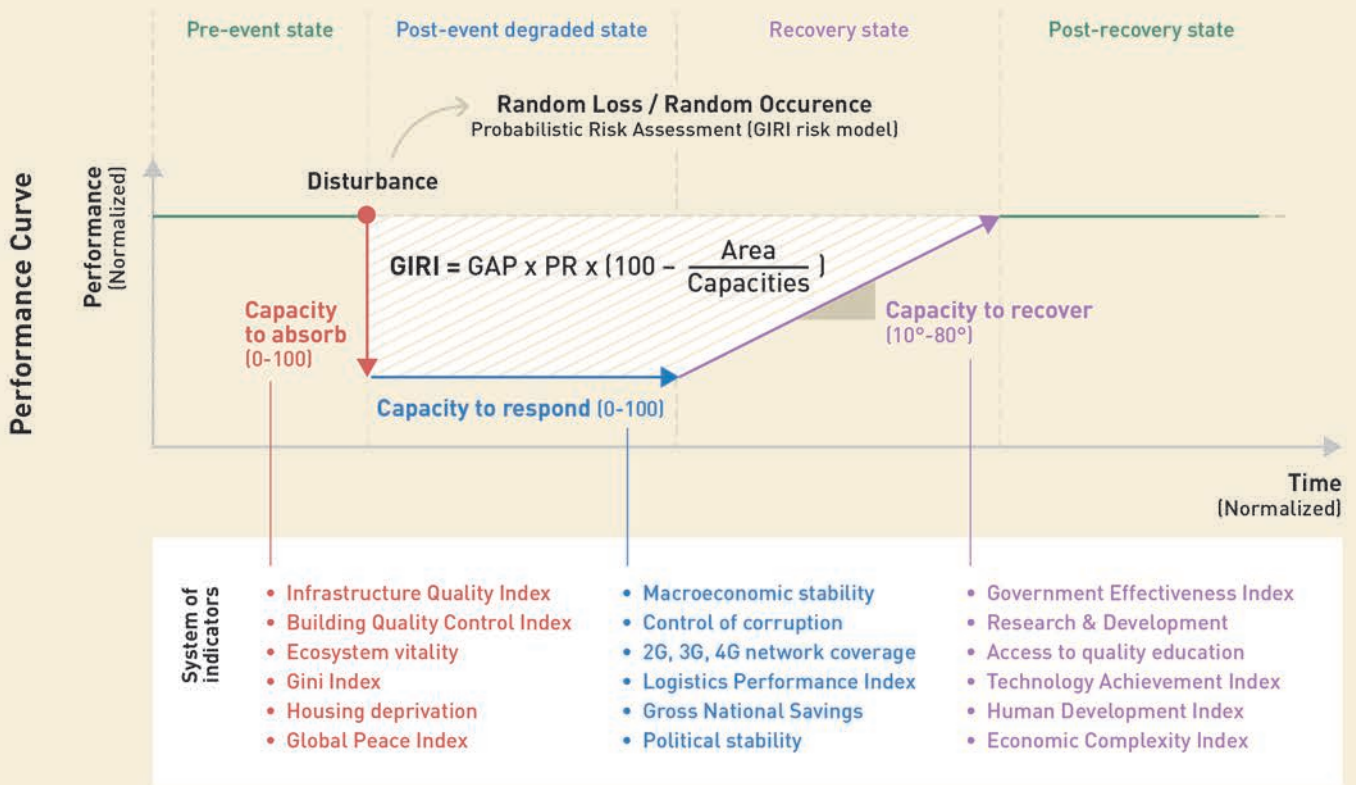 Pre-event state
Post-event degraded state
Recovery state
Post-recovery state
Random Loss / Random Occurence
Probabilistic Risk Assessment (GIRI risk model)
Performance Curve
Performance
(Normalized)
Disturbance
GIRI = GAP x PR x (100 – Area / Capacities )
Capacity
to absorb
(0-100)
Capacity to recover
(10°-80°)
Capacity to respond (0-100)
Time
(Normalized)
System of
indicators
• Infrastructure Quality Index
• Building Quality Control Index
• Ecosystem vitality
• Gini Index
• Housing deprivation
• Global Peace Index
• Macroeconomic stability
• Control of corruption
• 2G, 3G, 4G network coverage
• Logistics Performance Index
• Gross National Savings
• Political stability
• Government Effectiveness Index
• Research & Development
• Access to quality education
• Technology Achievement Index
• Human Development Index
• Economic Complexity Index